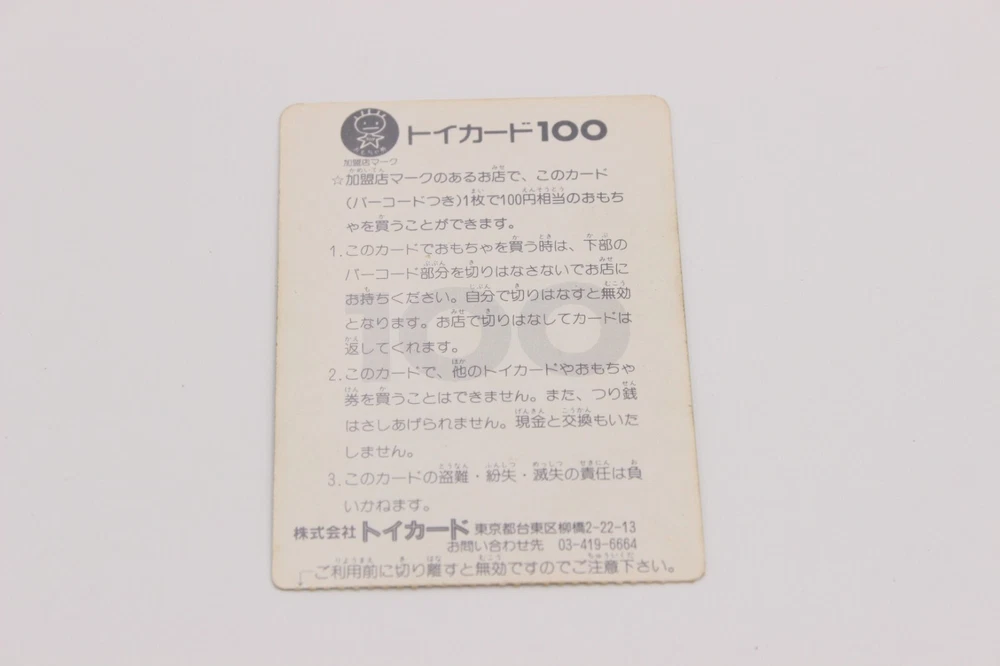 トイカード100
加盟店マーク
☆加盟店マークのあるお店で、このカード
(バーコードつき)1枚で100円相当のおもち
ゃを買うことができます。
1.このカードでおもちゃを買う時は、下部の
バーコード部分を切りはなさないでお店に
お持ちください。自分で切りはなすと無効
となります。お店で切りはなしてカードは
返してくれます。
2.このカードで、他のトイカードやおもちゃ
券を買うことはできません。また、つり銭
はさしあげられません。現金と交換もいた
しません。
3.このカードの盗難・紛失・滅失の責任は負
いかねます。
100
株式会社トイカード 東京都台東区柳橋2-22-13
お問い合わせ先 03-419-6664
ご利用前に切り離すと無効ですのでご注意下さい。